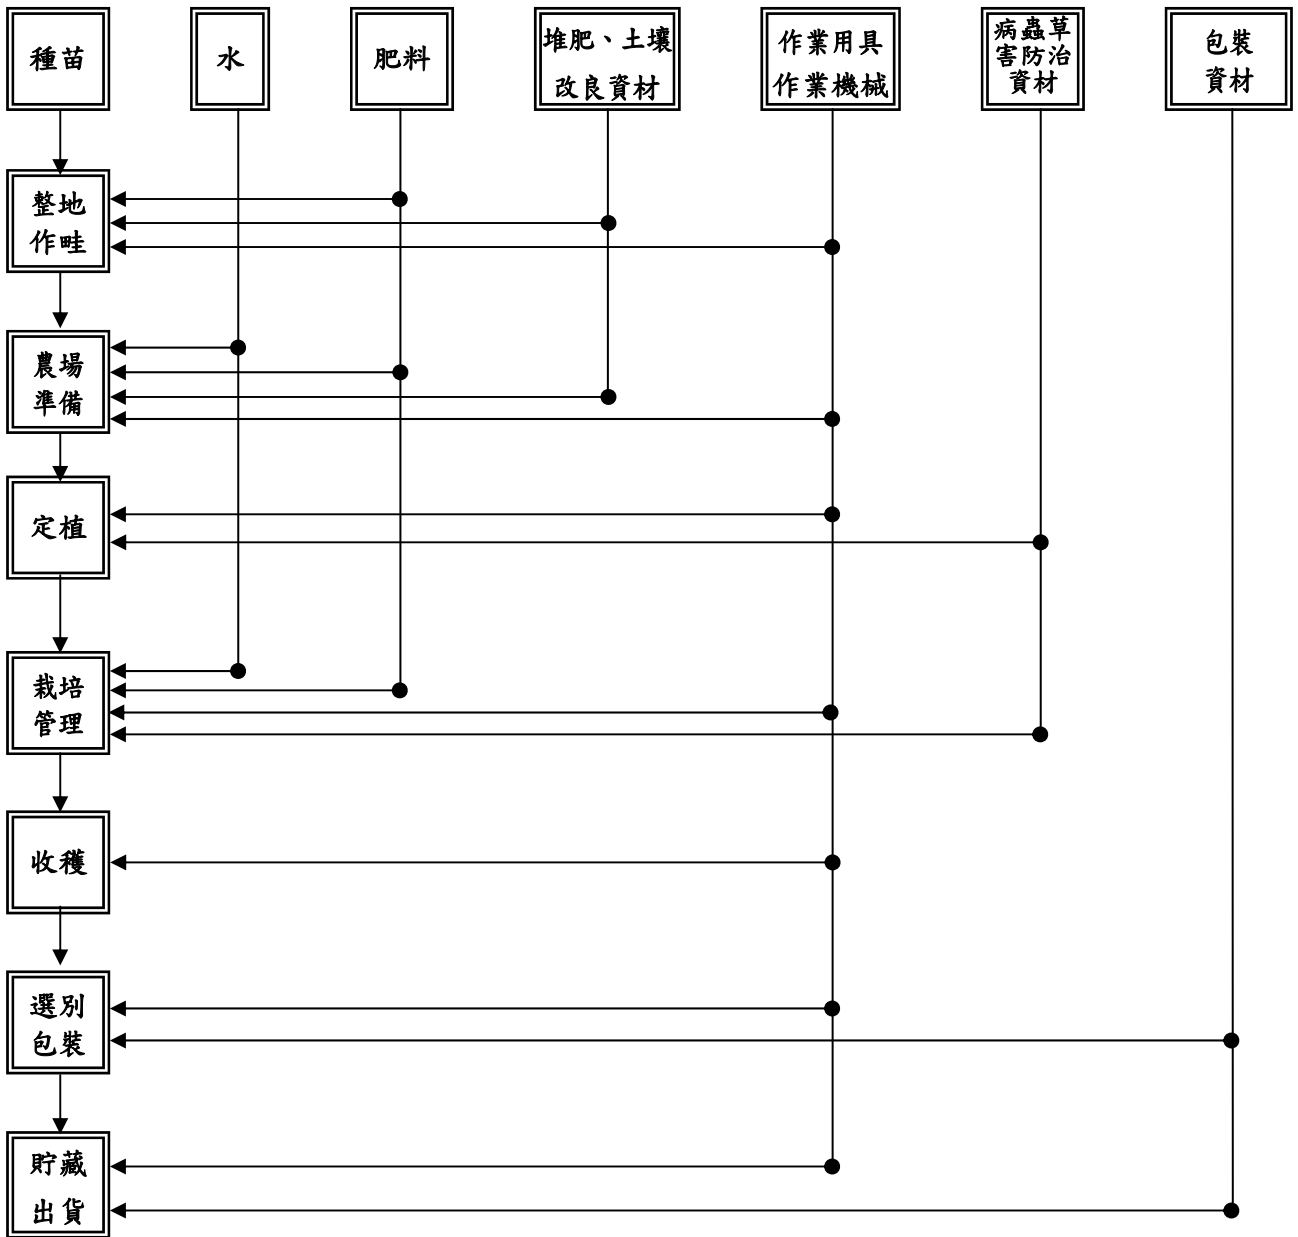 種苗
水
肥料
堆肥、土壤
改良資材
作業用具
作業機械
病蟲草
害防治
資材
包裝
資材
整地
作畦
農場
準備
定植
栽培
管理
收穫
選別
包裝
貯藏
出貨